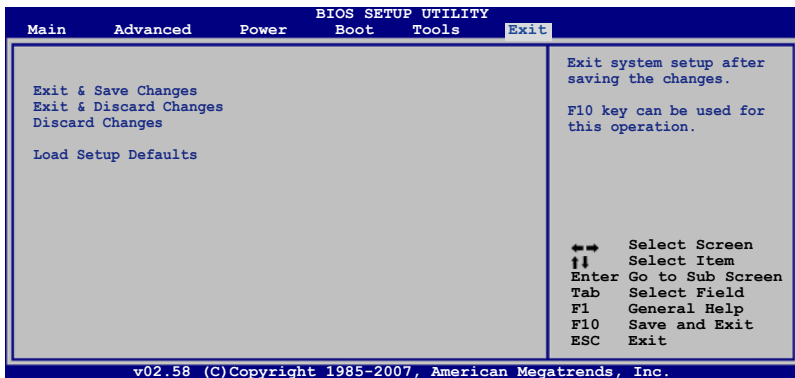 BIOS SETUP UTILITY
Main Advanced Power Boot Tools Exit
Exit & Save Changes
Exit & Discard Changes
Discard Changes
Load Setup Defaults
Exit system setup after
saving the changes.
F10 key can be used for
this operation.
←→ Select Screen
↑↓ Select Item
Enter Go to Sub Screen
Tab Select Field
F1 General Help
F10 Save and Exit
ESC Exit
v02.58 (C)Copyright 1985-2007, American Megatrends, Inc.